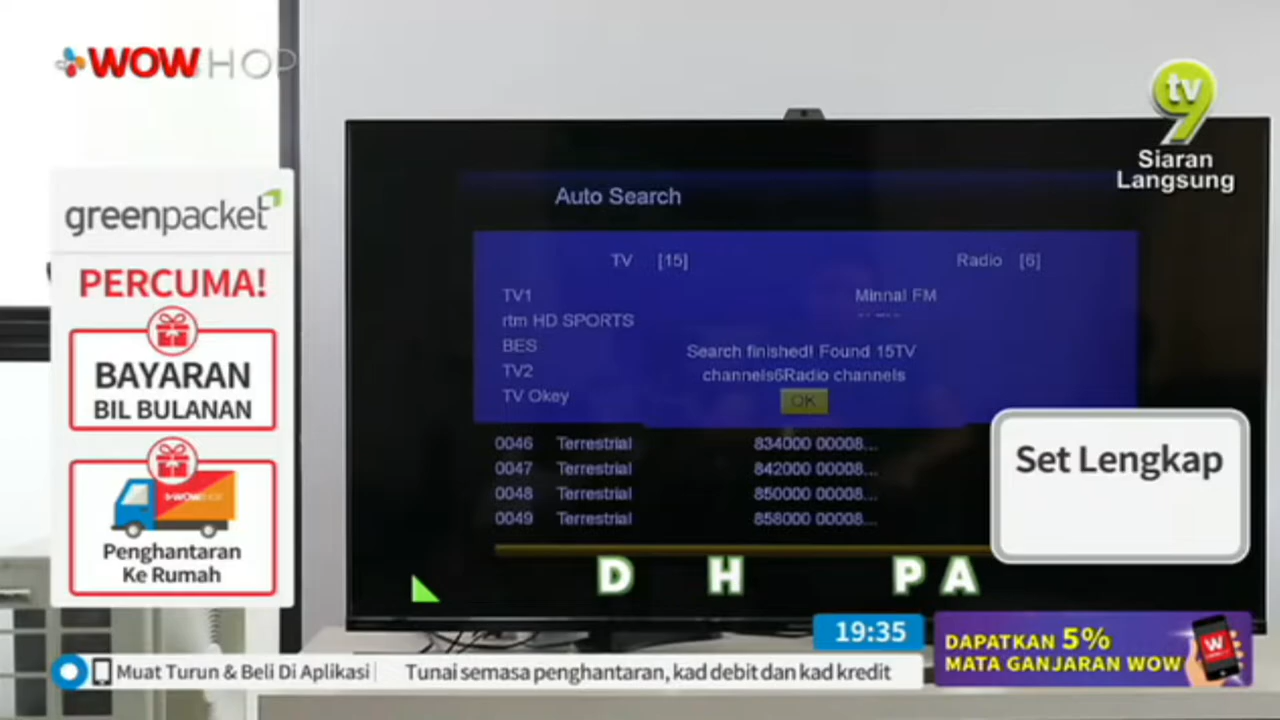 WOWSHOP
tv9
Siaran
Langsung
greenpacket
PERCUMA!
BAYARAN
BIL BULANAN
WOWSHOP
Penghantaran
Ke Rumah
Auto Search
TV [15]
Radio [6]
TV1
Minnal FM
rtm HD SPORTS
BES
TV2
TV Okey
Search finished! Found 15TV
channels6Radio channels
OK
0046 Terrestrial 834000 00008...
0047 Terrestrial 842000 00008...
0048 Terrestrial 850000 00008...
0049 Terrestrial 858000 00008...
Set Lengkap
D H PA
19:35
DAPATKAN 5%
MATA GANJARAN WOW
W
Muat Turun & Beli Di Aplikasi
Tunai semasa penghantaran, kad debit dan kad kredit